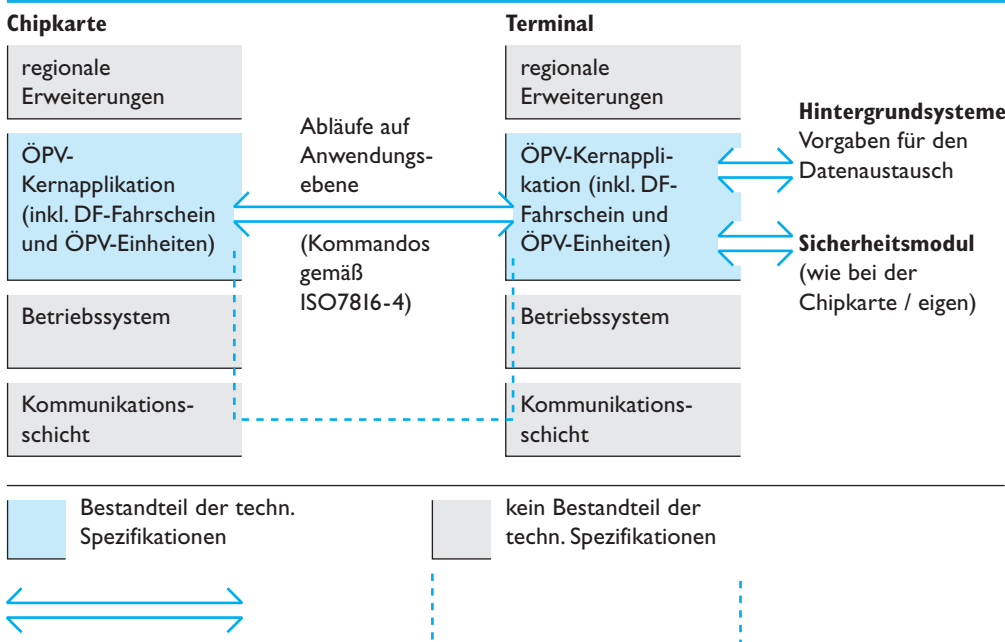 Chipkarte
regionale
Erweiterungen
ÖPV-
Kernapplikation
(inkl. DF-Fahrschein
und ÖPV-Einheiten)
Betriebssystem
Kommunikations-
schicht
Abläufe auf
Anwendungs-
ebene
(Kommandos
gemäß
ISO7816-4)
Terminal
regionale
Erweiterungen
ÖPV-Kernappli-
kation (inkl. DF-
Fahrschein und
ÖPV-Einheiten)
Betriebssystem
Kommunikations-
schicht
Hintergrundsysteme
Vorgaben für den
Datenaustausch
Sicherheitsmodul
(wie bei der
Chipkarte / eigen)
Bestandteil der techn.
Spezifikationen
kein Bestandteil der
techn. Spezifikationen